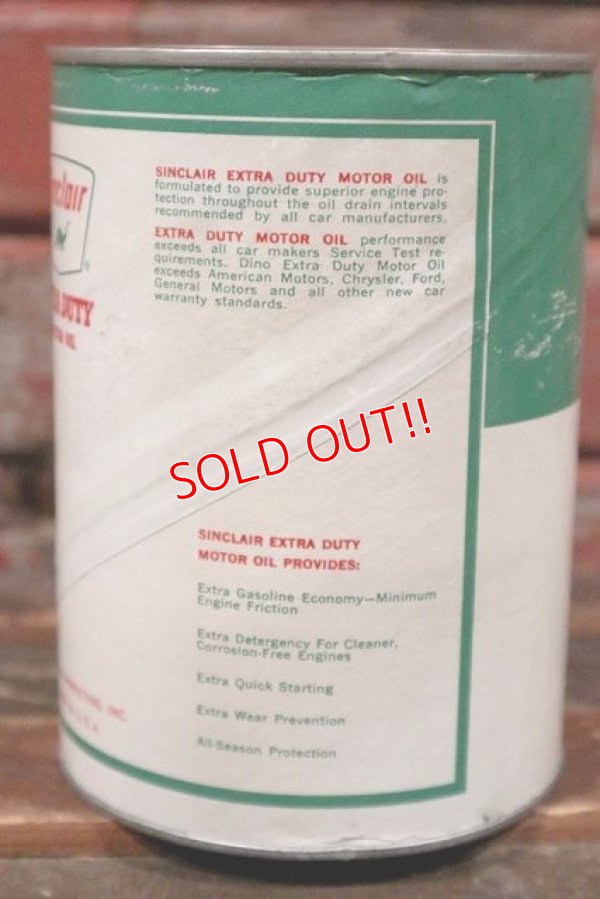 SINCLAIR EXTRA DUTY MOTOR OIL is
formulated to provide superior engine pro-
tection throughout the oil drain intervals
recommended by all car manufacturers.
EXTRA DUTY MOTOR OIL performance
exceeds all car makers Service Test re-
quirements. Dino Extra Duty Motor Oil
exceeds American Motors, Chrysler, Ford,
General Motors and all other new car
warranty standards.
DUTY
OIL
SOLD OUT!!
SINCLAIR EXTRA DUTY
MOTOR OIL PROVIDES:
Extra Gasoline Economy—Minimum
Engine Friction
Extra Detergency For Cleaner,
Corrosion-Free Engines
Extra Quick Starting
Extra Wear Prevention
All-Season Protection
INC.